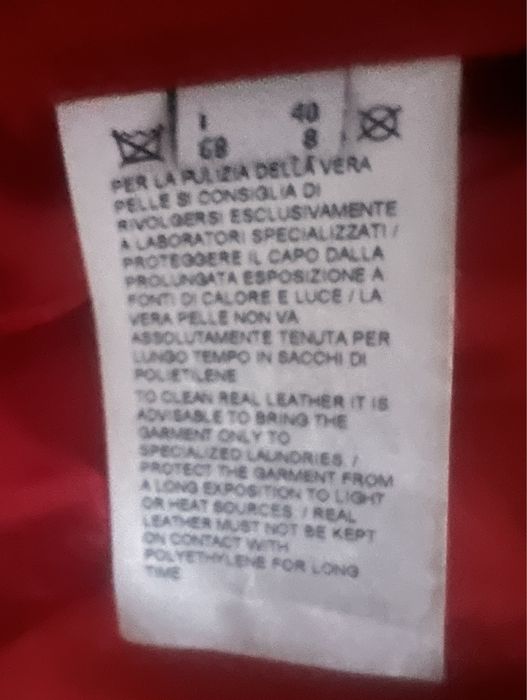 I 40
GB 8
PER LA PULIZIA DELLA VERA
PELLE SI CONSIGLIA DI
RIVOLGERSI ESCLUSIVAMENTE
A LABORATORI SPECIALIZZATI /
PROTEGGERE IL CAPO DALLA
PROLUNGATA ESPOSIZIONE A
FONTI DI CALORE E LUCE / LA
VERA PELLE NON VA
ASSOLUTAMENTE TENUTA PER
LUNGO TEMPO IN SACCHI DI
POLIETILENE
TO CLEAN REAL LEATHER IT IS
ADVISABLE TO BRING THE
GARMENT ONLY TO
SPECIALIZED LAUNDRIES. /
PROTECT THE GARMENT FROM
A LONG EXPOSITION TO LIGHT
OR HEAT SOURCES. / REAL
LEATHER MUST NOT BE KEPT
ON CONTACT WITH
POLYETHYLENE FOR LONG
TIME